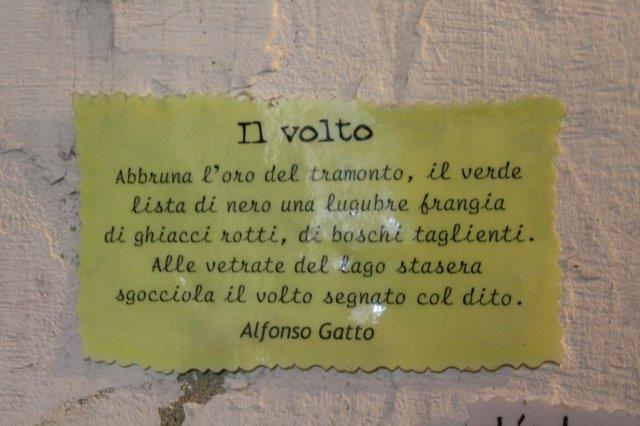 Il volto
Abbruna l'oro del tramonto, il verde
lista di nero una lugubre frangia
di ghiacci rotti, di boschi taglienti.
Alle vetrate del lago stasera
sgocciola il volto segnato col dito.
Alfonso Gatto